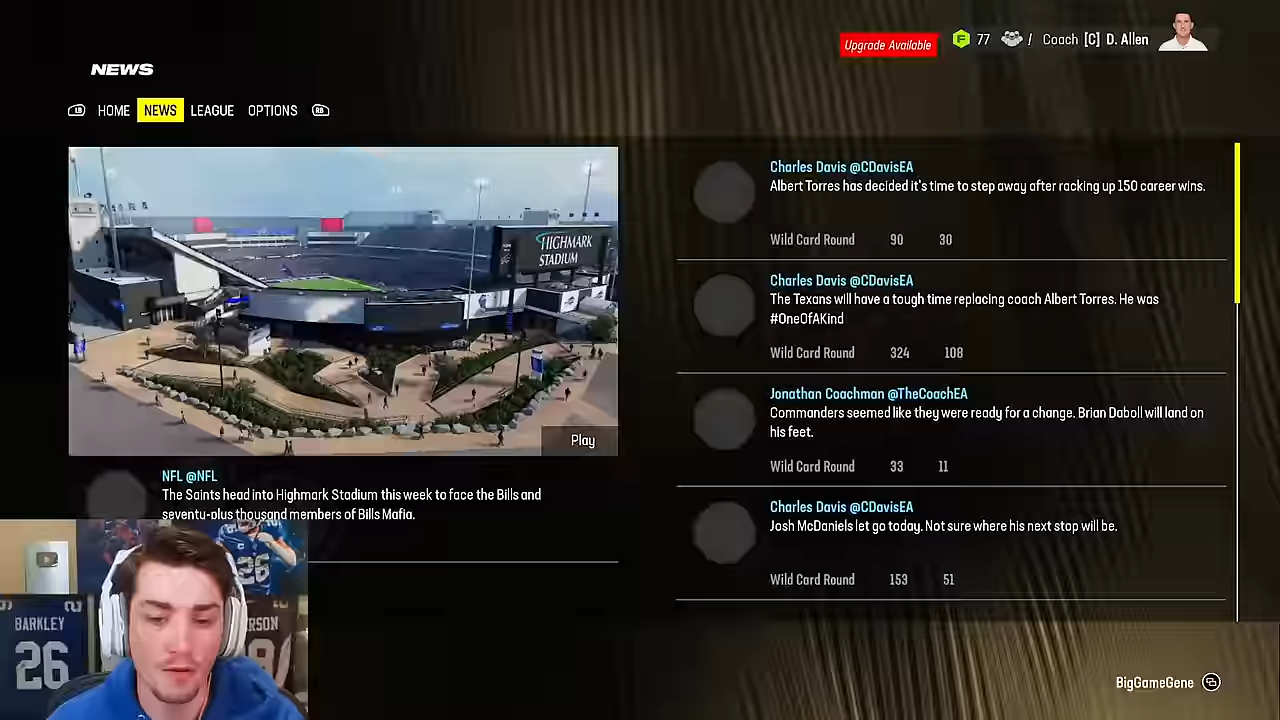 Upgrade Available
77
/ Coach [C] D. Allen
NEWS
LB HOME NEWS LEAGUE OPTIONS RB
HIGHMARK
STADIUM
Play
NFL @NFL
The Saints head into Highmark Stadium this week to face the Bills and
seventy-plus thousand members of Bills Mafia.
Charles Davis @CDavisEA
Albert Torres has decided it's time to step away after racking up 150 career wins.
Wild Card Round 90 30
Charles Davis @CDavisEA
The Texans will have a tough time replacing coach Albert Torres. He was
#OneOfAKind
Wild Card Round 324 108
Jonathan Coachman @TheCoachEA
Commanders seemed like they were ready for a change. Brian Daboll will land on
his feet.
Wild Card Round 33 11
Charles Davis @CDavisEA
Josh McDaniels let go today. Not sure where his next stop will be.
Wild Card Round 153 51
26
BARKLEY
26
ERSON
BigGameGene